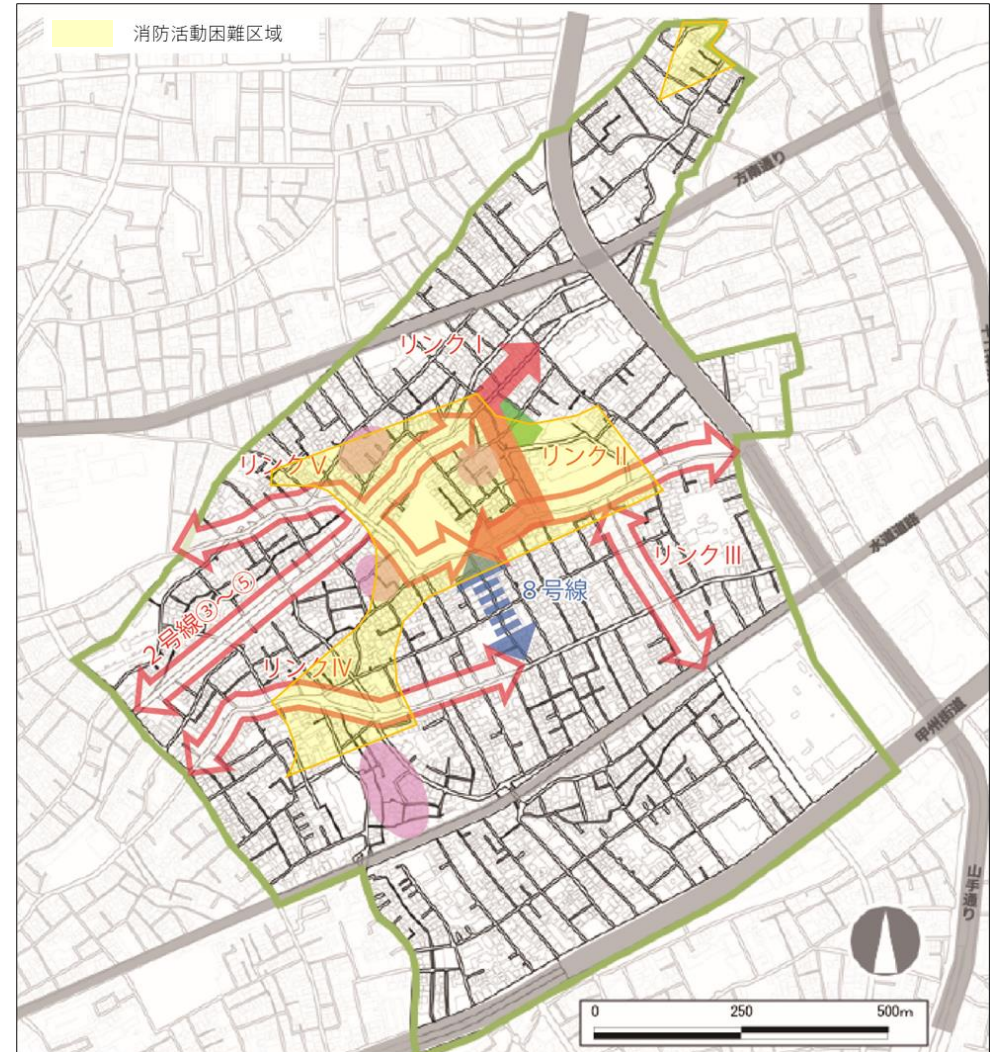 消防活動困難区域
方南通り
リンクⅠ
リンクⅤ
リンクⅡ
水道道路
リンクⅢ
8号線
2号線③~⑤
リンクⅣ
甲州街道
山手通り
0 250 500m